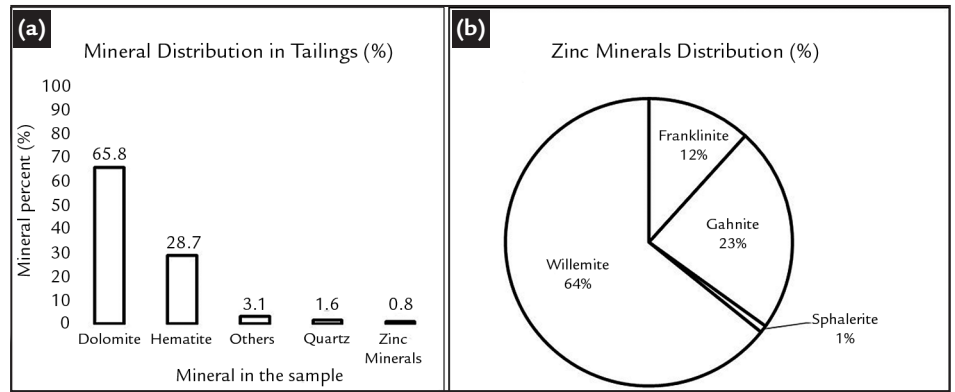 (a)
Mineral Distribution in Tailings (%)
Mineral percent (%)
100
90
80
70
60
50
40
30
20
10
0
65.8
28.7
3.1
1.6
0.8
Dolomite
Hematite
Others
Quartz
Zinc
Minerals
Mineral in the sample
(b)
Zinc Minerals Distribution (%)
Franklinite
12%
Gahnite
23%
Willemite
64%
Sphalerite
1%